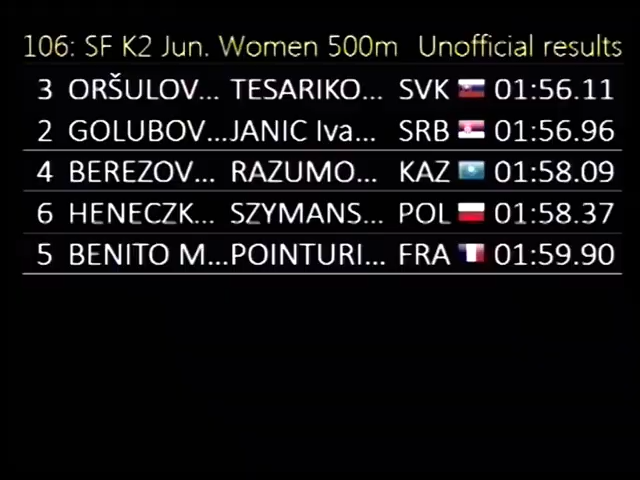 106: SF K2 Jun. Women 500m Unofficial results
3 ORŠULOV... TESARIKO... SVK 01:56.11
2 GOLUBOV...JANIC Iva... SRB 01:56.96
4 BEREZOV... RAZUMO... KAZ 01:58.09
6 HENECZK... SZYMANS... POL 01:58.37
5 BENITO M...POINTURI... FRA 01:59.90